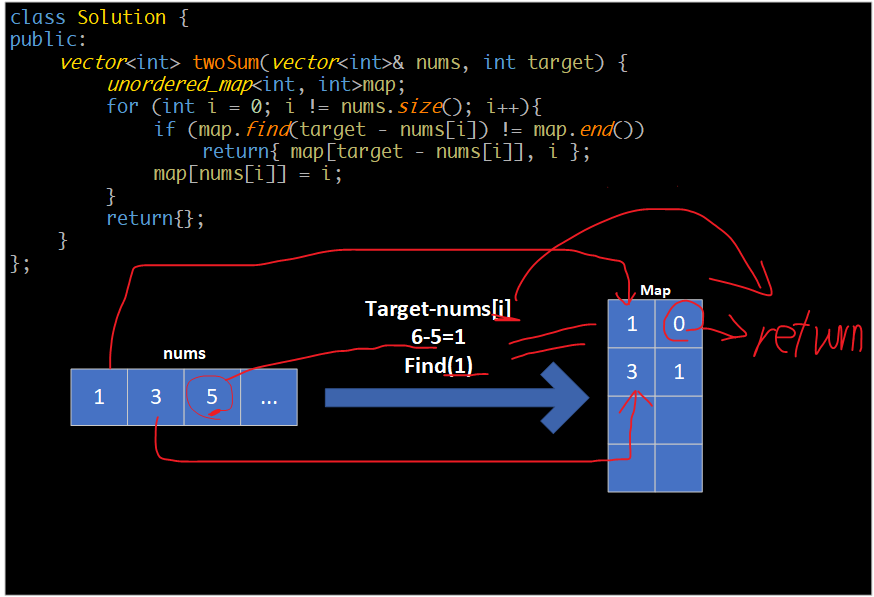 class Solution {
public:
    vector<int> twoSum(vector<int>& nums, int target) {
        unordered_map<int, int>map;
        for (int i = 0; i != nums.size(); i++){
            if (map.find(target - nums[i]) != map.end())
                return{ map[target - nums[i]], i };
            map[nums[i]] = i;
        }
        return{};
    }
};
Target-nums[i]
6-5=1
Find(1)
nums
1 3 5 ...
Map
1 0
3 1
return